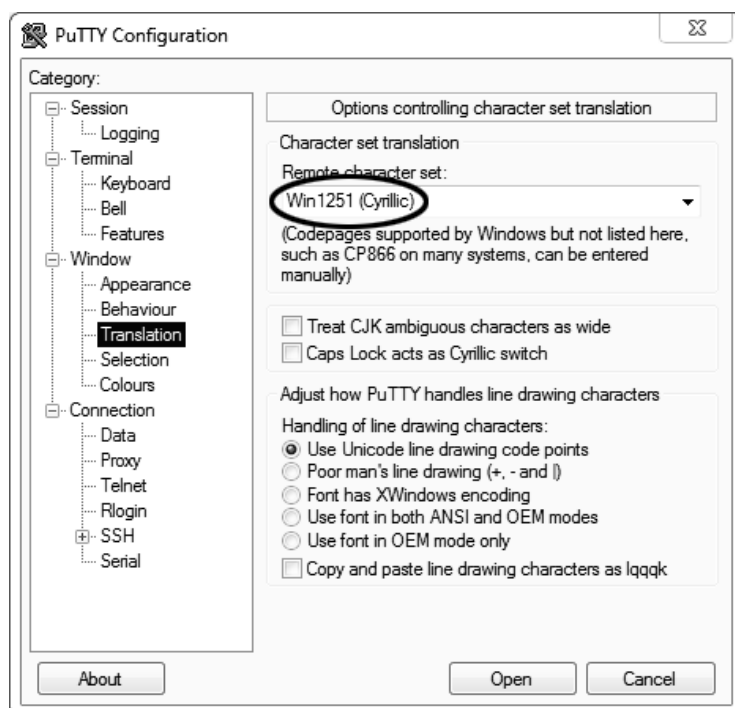 PuTTY Configuration
Category:
Session
Logging
Terminal
Keyboard
Bell
Features
Window
Appearance
Behaviour
Translation
Selection
Colours
Connection
Data
Proxy
Telnet
Rlogin
SSH
Serial
Options controlling character set translation
Character set translation
Remote character set:
Win1251 (Cyrillic)
(Codepages supported by Windows but not listed here,
such as CP866 on many systems, can be entered
manually)
Treat CJK ambiguous characters as wide
Caps Lock acts as Cyrillic switch
Adjust how PuTTY handles line drawing characters
Handling of line drawing characters:
Use Unicode line drawing code points
Poor man's line drawing (+, - and |)
Font has XWindows encoding
Use font in both ANSI and OEM modes
Use font in OEM mode only
Copy and paste line drawing characters as lqqqk
About
Open
Cancel